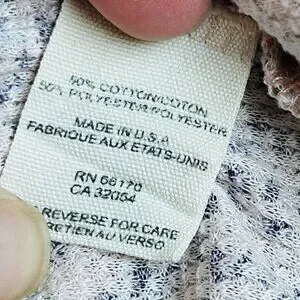 50% COTTON/COTON
50% POLYESTER/POLYESTER
MADE IN U.S.A
FABRIQUE AUX ETATS-UNIS
RN 66170
CA 32054
REVERSE FOR CARE
RETIEN AU VERSO